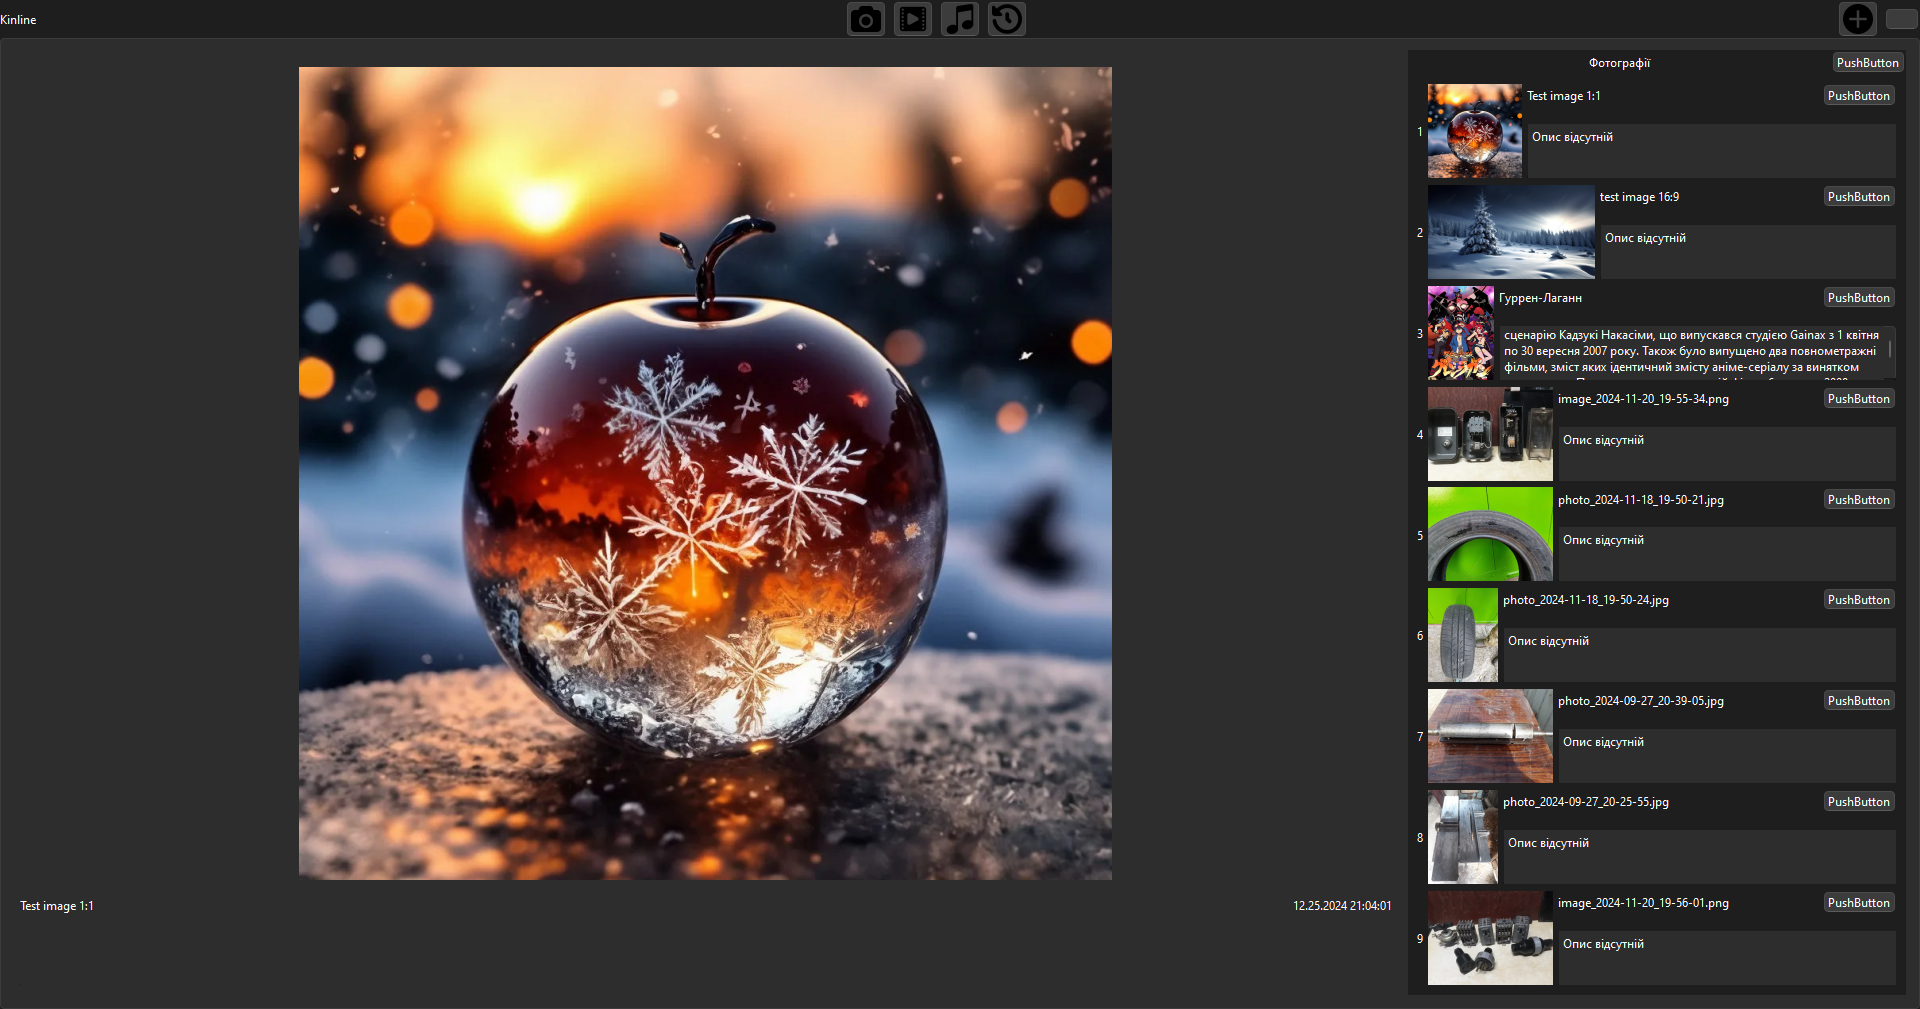 Kinline
Фотографії
PushButton
1
Test image 1:1
PushButton
Опис відсутній
2
test image 16:9
PushButton
Опис відсутній
3
Гуррен-Лаганн
PushButton
сценарію Кадзукі Накасіми, що випускався студією Gainax з 1 квітня
по 30 вересня 2007 року. Також було випущено два повнометражні
фільми, зміст яких ідентичний змісту аніме-серіалу за винятком
4
image_2024-11-20_19-55-34.png
PushButton
Опис відсутній
5
photo_2024-11-18_19-50-21.jpg
PushButton
Опис відсутній
6
photo_2024-11-18_19-50-24.jpg
PushButton
Опис відсутній
7
photo_2024-09-27_20-39-05.jpg
PushButton
Опис відсутній
8
photo_2024-09-27_20-25-55.jpg
PushButton
Опис відсутній
9
image_2024-11-20_19-56-01.png
PushButton
Опис відсутній
Test image 1:1
12.25.2024 21:04:01